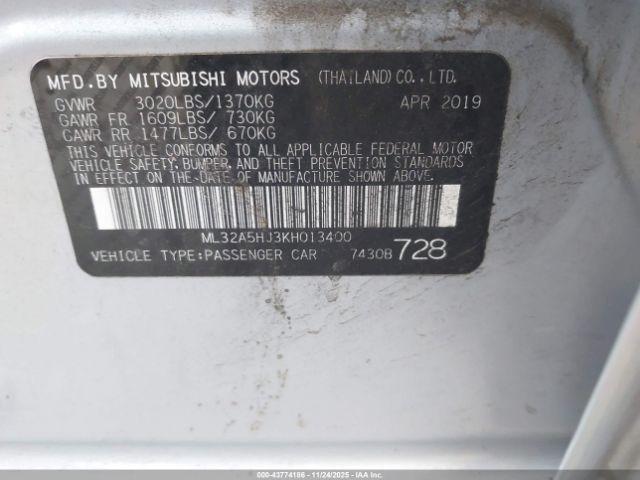 MFD.BY MITSUBISHI MOTORS (THAILAND) CO., LTD.
GVWR 3020LBS/1370KG APR 2019
GAWR FR 1609LBS/ 730KG
GAWR RR 1477LBS/ 670KG
THIS VEHICLE CONFORMS TO ALL APPLICABLE FEDERAL MOTOR
VEHICLE SAFETY, BUMPER, AND THEFT PREVENTION STANDARDS
IN EFFECT ON THE DATE OF MANUFACTURE SHOWN ABOVE.
ML32A5HJ3KH013400
VEHICLE TYPE:PASSENGER CAR 7430B 728
000-43774186 - 11/24/2025 - IAAI.COM